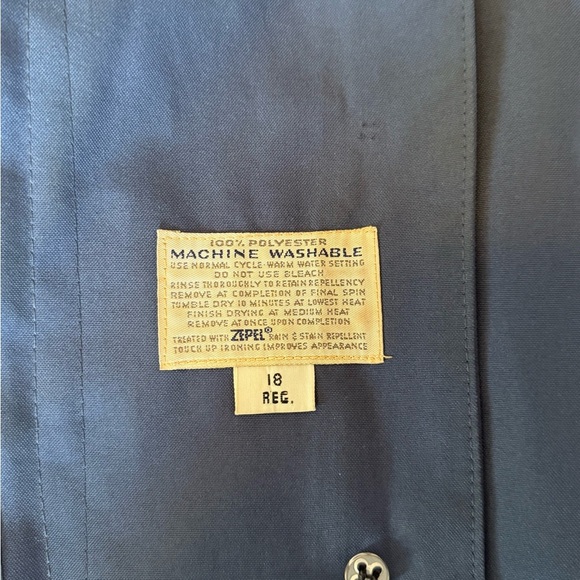 100% POLYESTER
MACHINE WASHABLE
USE NORMAL CYCLE-WARM WATER SETTING
DO NOT USE BLEACH
RINSE THOROUGHLY TO RETAIN REPELLENCY
REMOVE AT COMPLETION OF FINAL SPIN
TUMBLE DRY 10 MINUTES AT LOWEST HEAT
FINISH DRYING AT MEDIUM HEAT
REMOVE AT ONCE UPON COMPLETION
TREATED WITH ZEPEL® RAIN & STAIN REPELLENT
TOUCH UP IRONING IMPROVES APPEARANCE
18
REG.